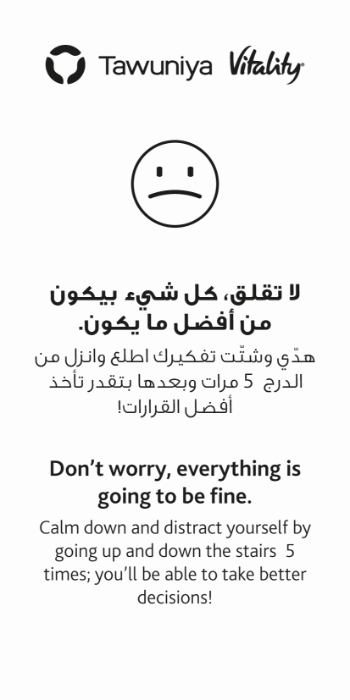 Tawuniya Vitality
لا تقلق، كل شيء بيكون
من أفضل ما يكون.
هدّي وشتّت تفكيرك اطلع وانزل من
الدرج 5 مرات وبعدها بتقدر تأخذ
أفضل القرارات!
Don't worry, everything is
going to be fine.
Calm down and distract yourself by
going up and down the stairs 5
times; you'll be able to take better
decisions!